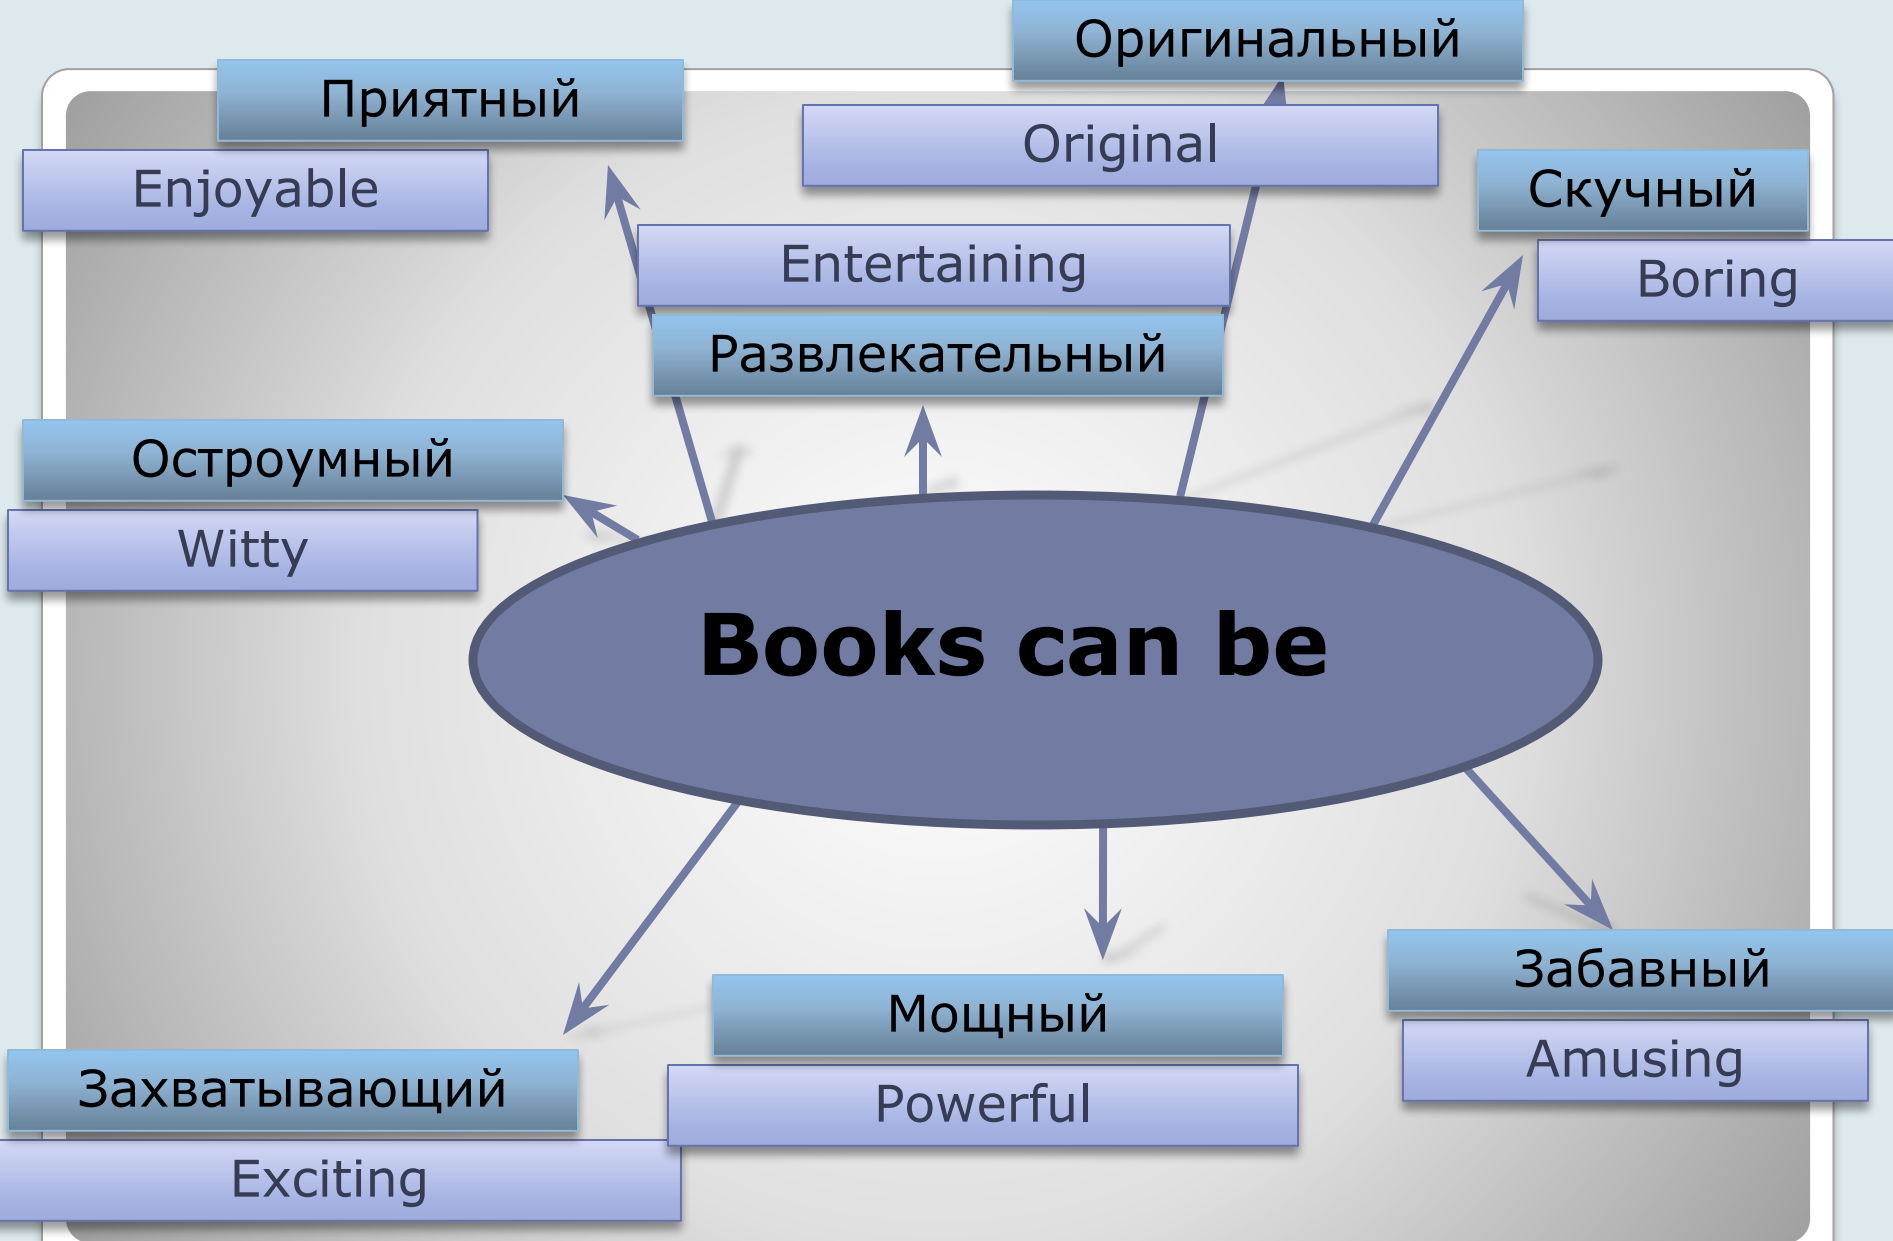 Оригинальный
Приятный
Original
Enjoyable
Скучный
Entertaining
Boring
Развлекательный
Остроумный
Witty
Books can be
Забавный
Мощный
Amusing
Захватывающий
Powerful
Exciting